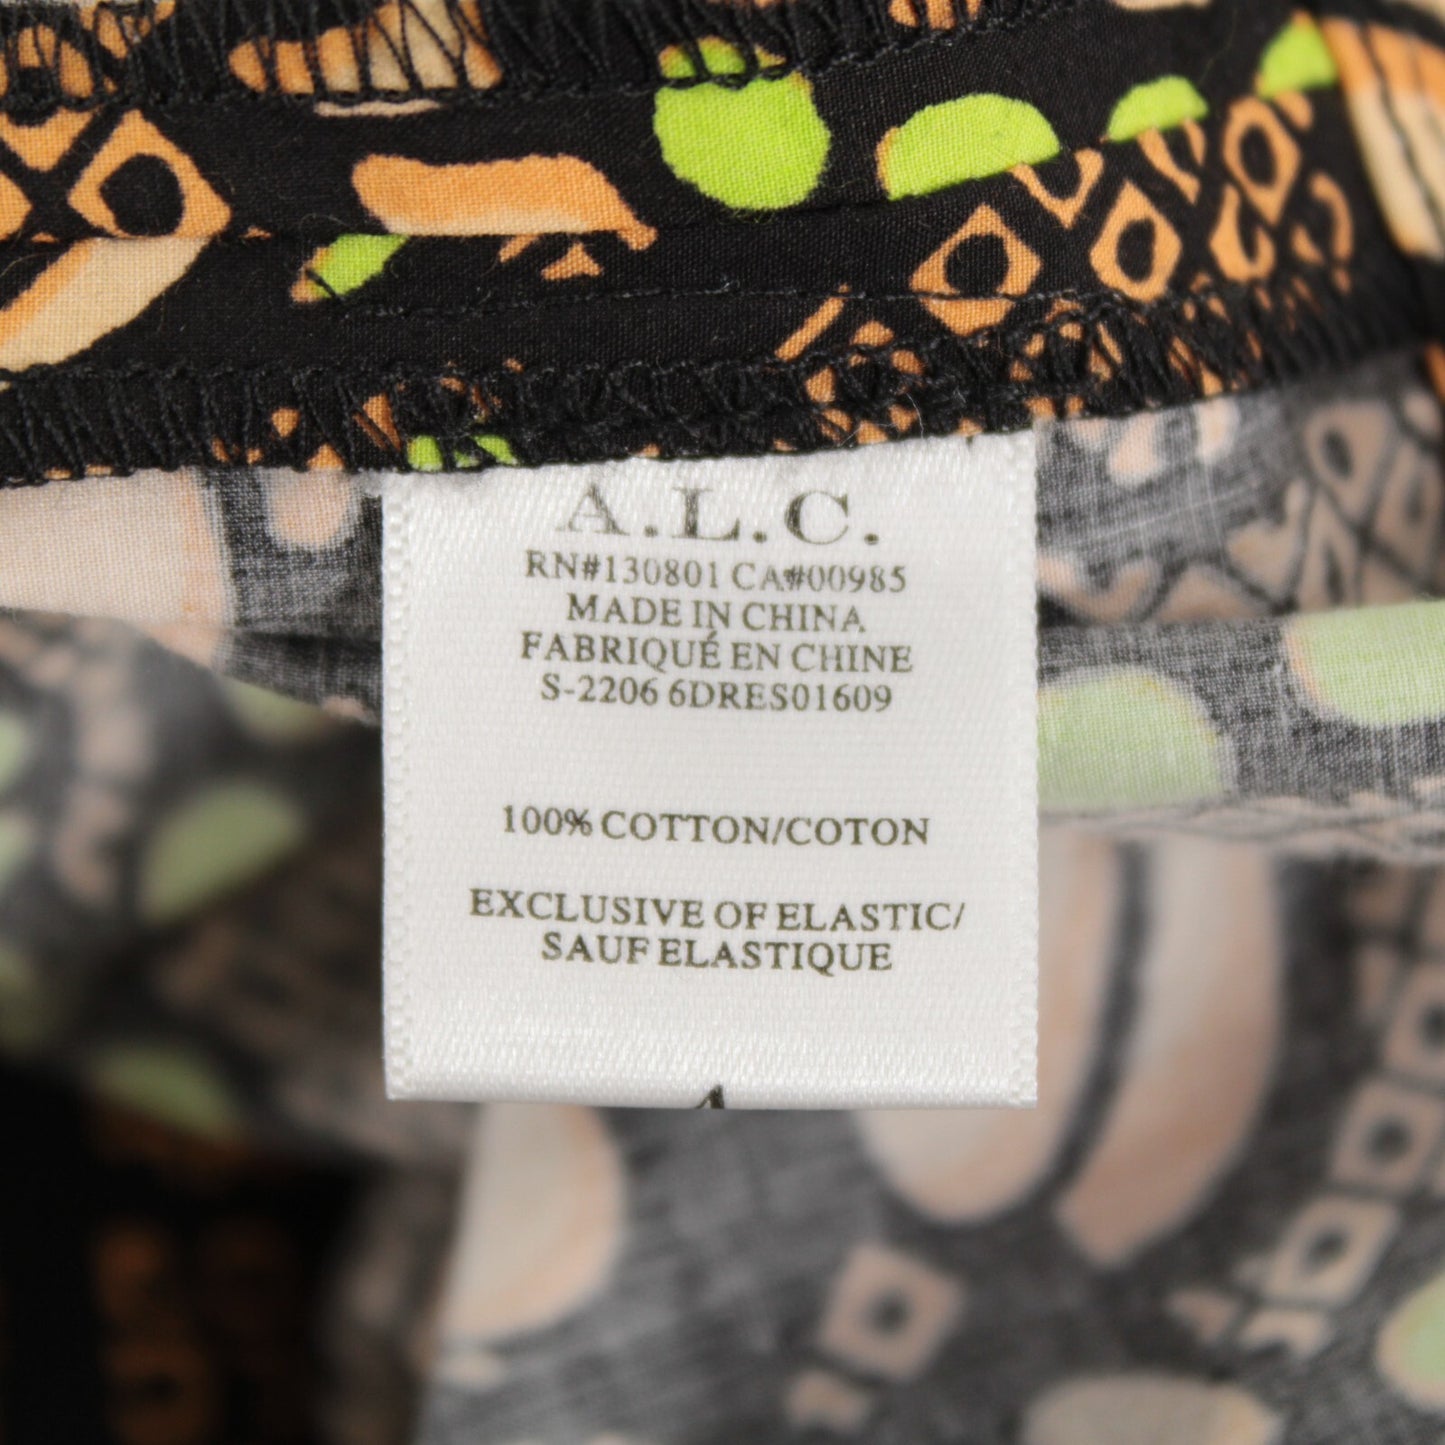 A.L.C.
RN#130801 CA#00985
MADE IN CHINA
FABRIQUÉ EN CHINE
S-2206 6DRES01609
100% COTTON/COTON
EXCLUSIVE OF ELASTIC/
SAUF ELASTIQUE